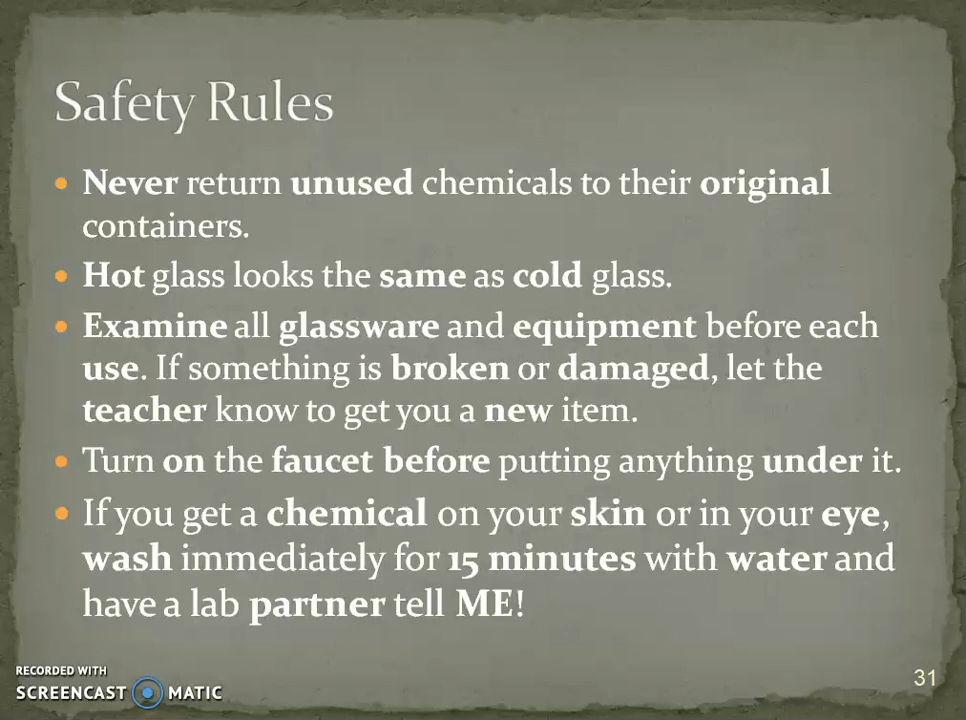 Safety Rules
• Never return unused chemicals to their original
containers.
• Hot glass looks the same as cold glass.
• Examine all glassware and equipment before each
use. If something is broken or damaged, let the
teacher know to get you a new item.
• Turn on the faucet before putting anything under it.
• If you get a chemical on your skin or in your eye,
wash immediately for 15 minutes with water and
have a lab partner tell ME!
RECORDED WITH
SCREENCAST MATIC
31